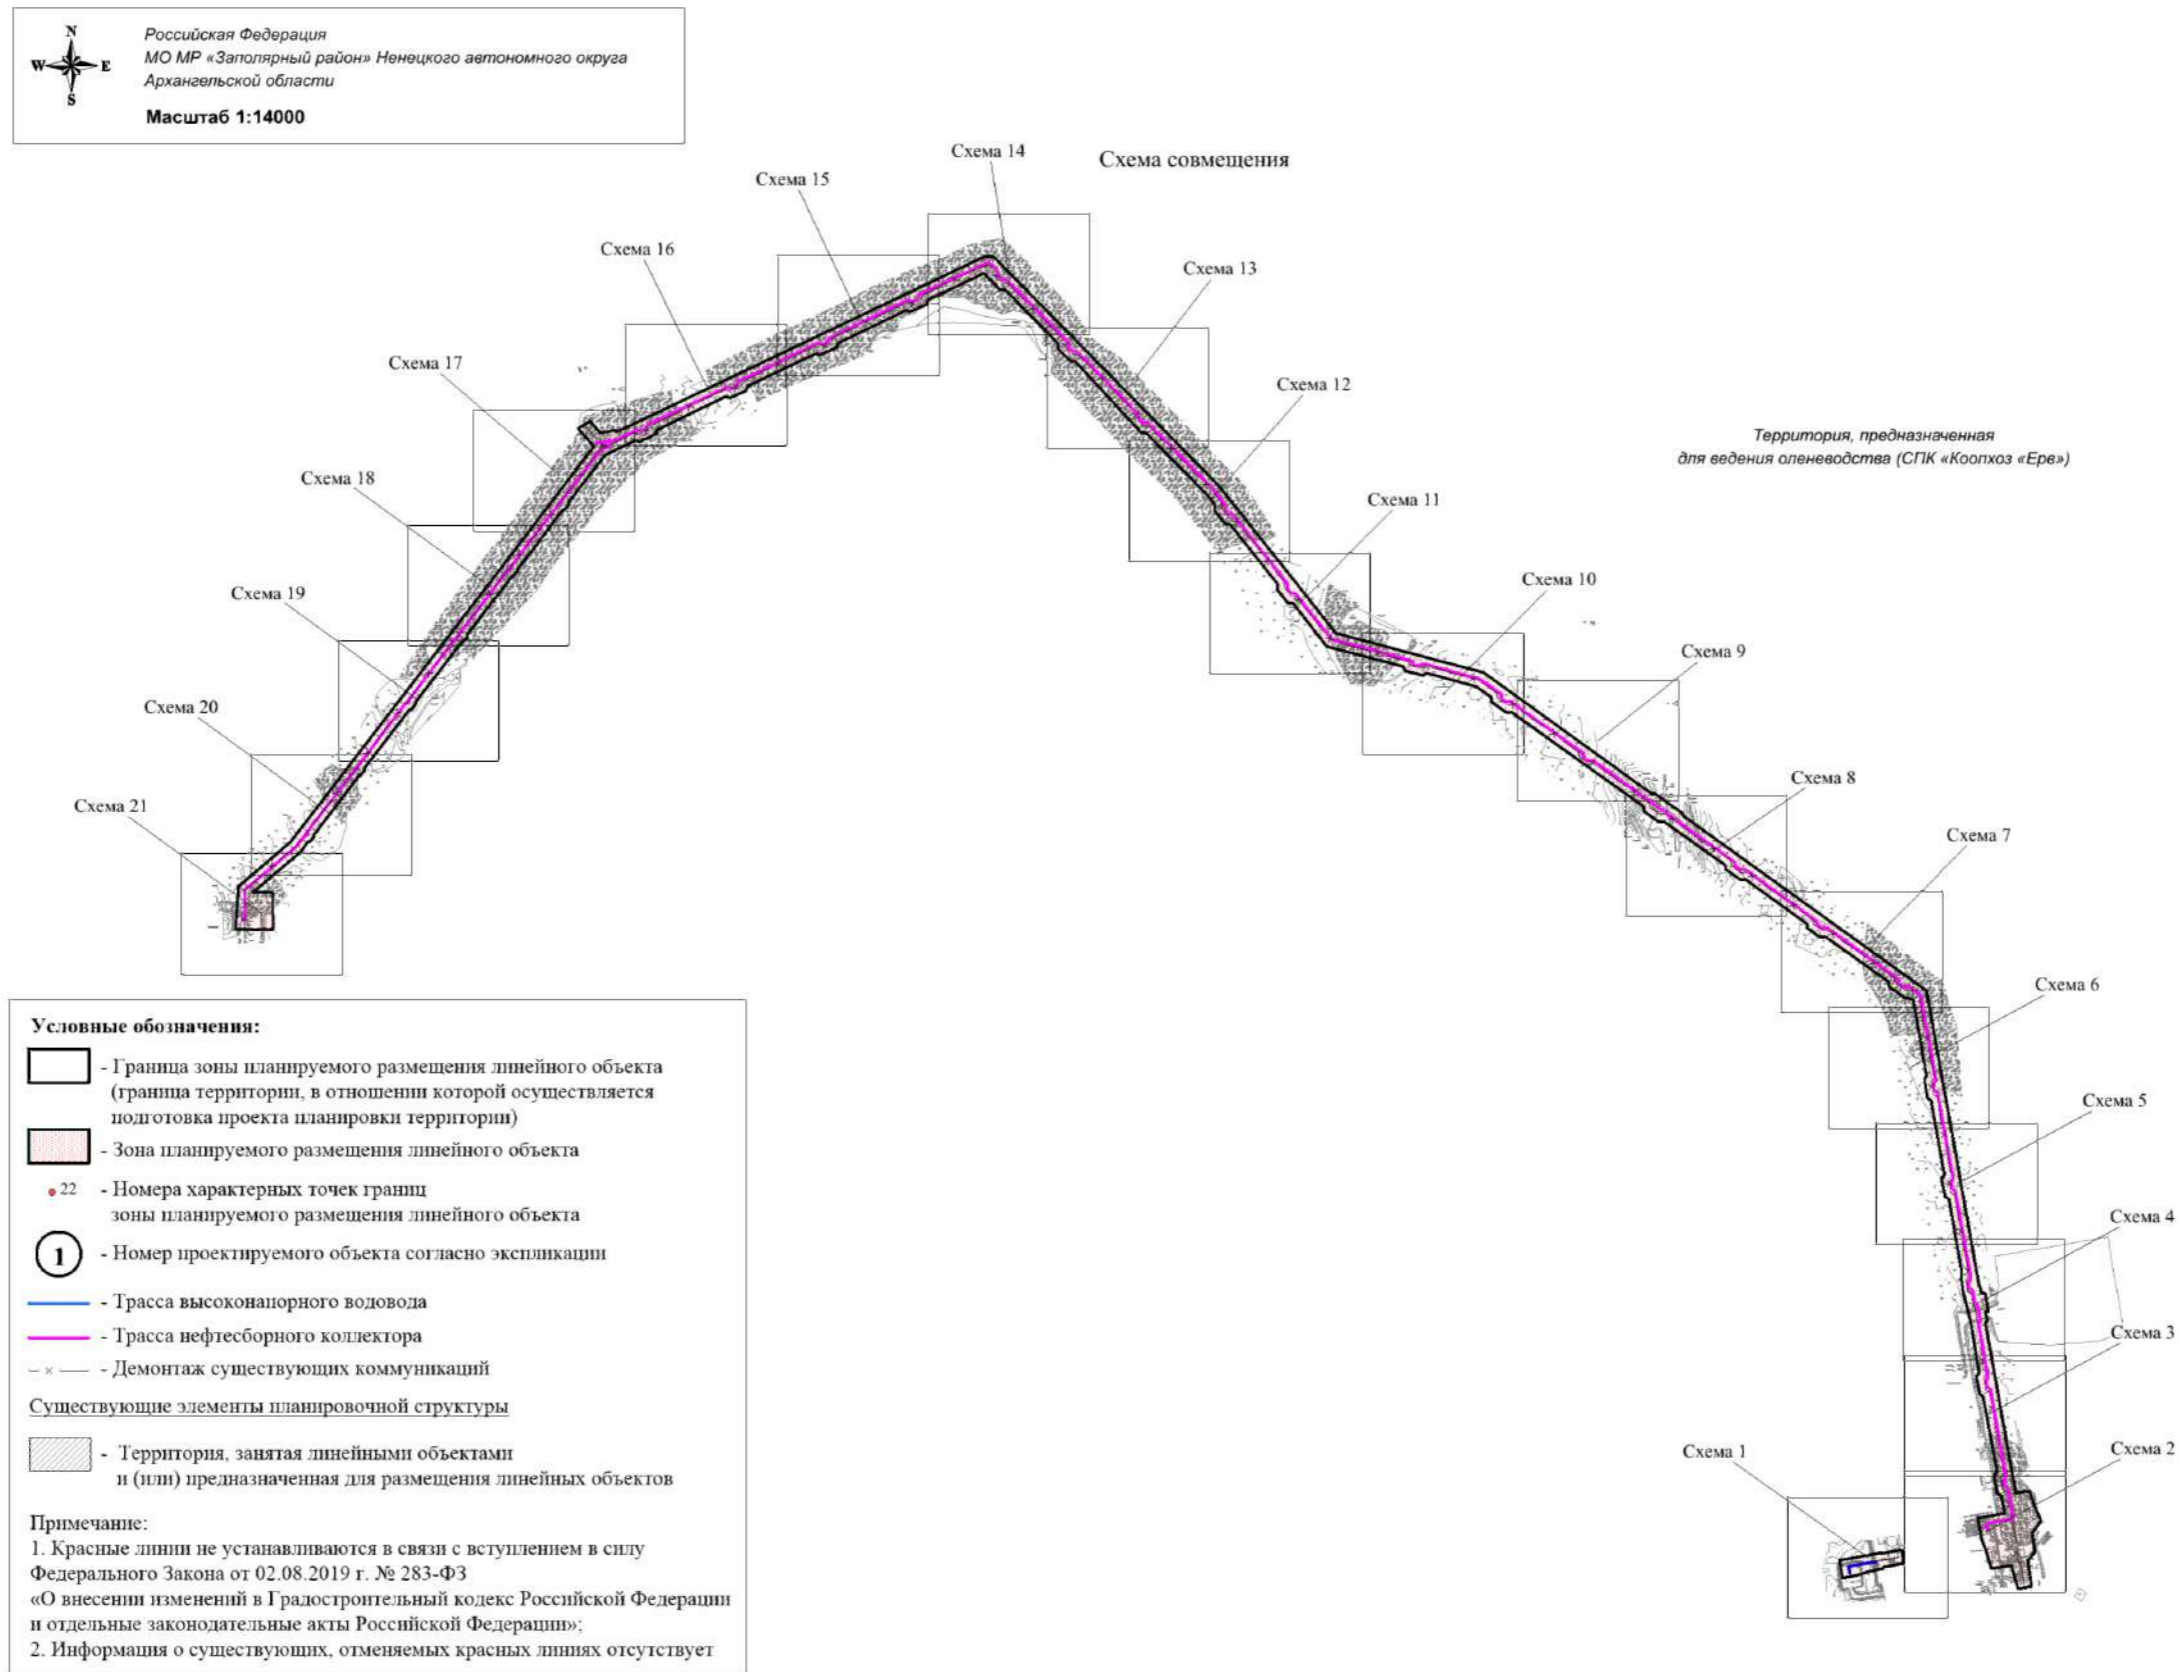 N
W E
S
Российская Федерация
МО МР «Заполярный район» Ненецкого автономного округа
Архангельской области
Масштаб 1:14000
Схема совмещения
Схема 14
Схема 15
Схема 16
Схема 13
Схема 17
Схема 12
Территория, предназначенная
для ведения оленеводства (СПК «Коопхоз «Ерв»)
Схема 18
Схема 11
Схема 10
Схема 19
Схема 9
Схема 20
Схема 8
Схема 21
Схема 7
Схема 6
Схема 5
Схема 4
Схема 3
Схема 2
Схема 1
Условные обозначения:
- Граница зоны планируемого размещения линейного объекта
(граница территории, в отношении которой осуществляется
подготовка проекта планировки территории)
- Зона планируемого размещения линейного объекта
22 - Номера характерных точек границ
зоны планируемого размещения линейного объекта
1 - Номер проектируемого объекта согласно экспликации
- Трасса высоконапорного водовода
- Трасса нефтесборного коллектора
- Демонтаж существующих коммуникаций
Существующие элементы планировочной структуры
- Территория, занятая линейными объектами
и (или) предназначенная для размещения линейных объектов
Примечание:
1. Красные линии не устанавливаются в связи с вступлением в силу
Федерального Закона от 02.08.2019 г. № 283-ФЗ
«О внесении изменений в Градостроительный кодекс Российской Федерации
и отдельные законодательные акты Российской Федерации»;
2. Информация о существующих, отменяемых красных линиях отсутствует